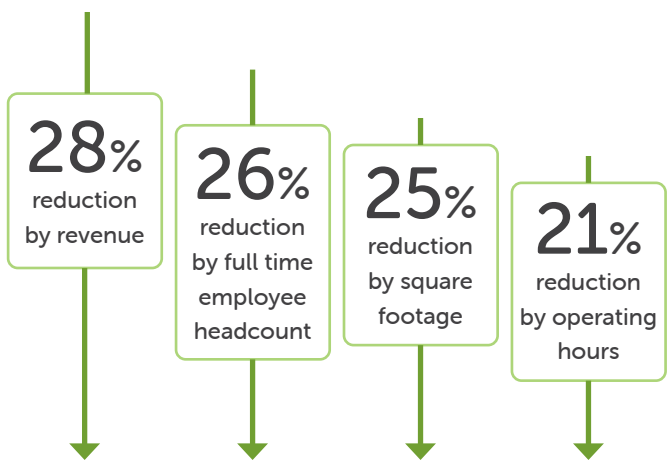 28%
reduction
by revenue
26%
reduction
by full time
employee
headcount
25%
reduction
by square
footage
21%
reduction
by operating
hours